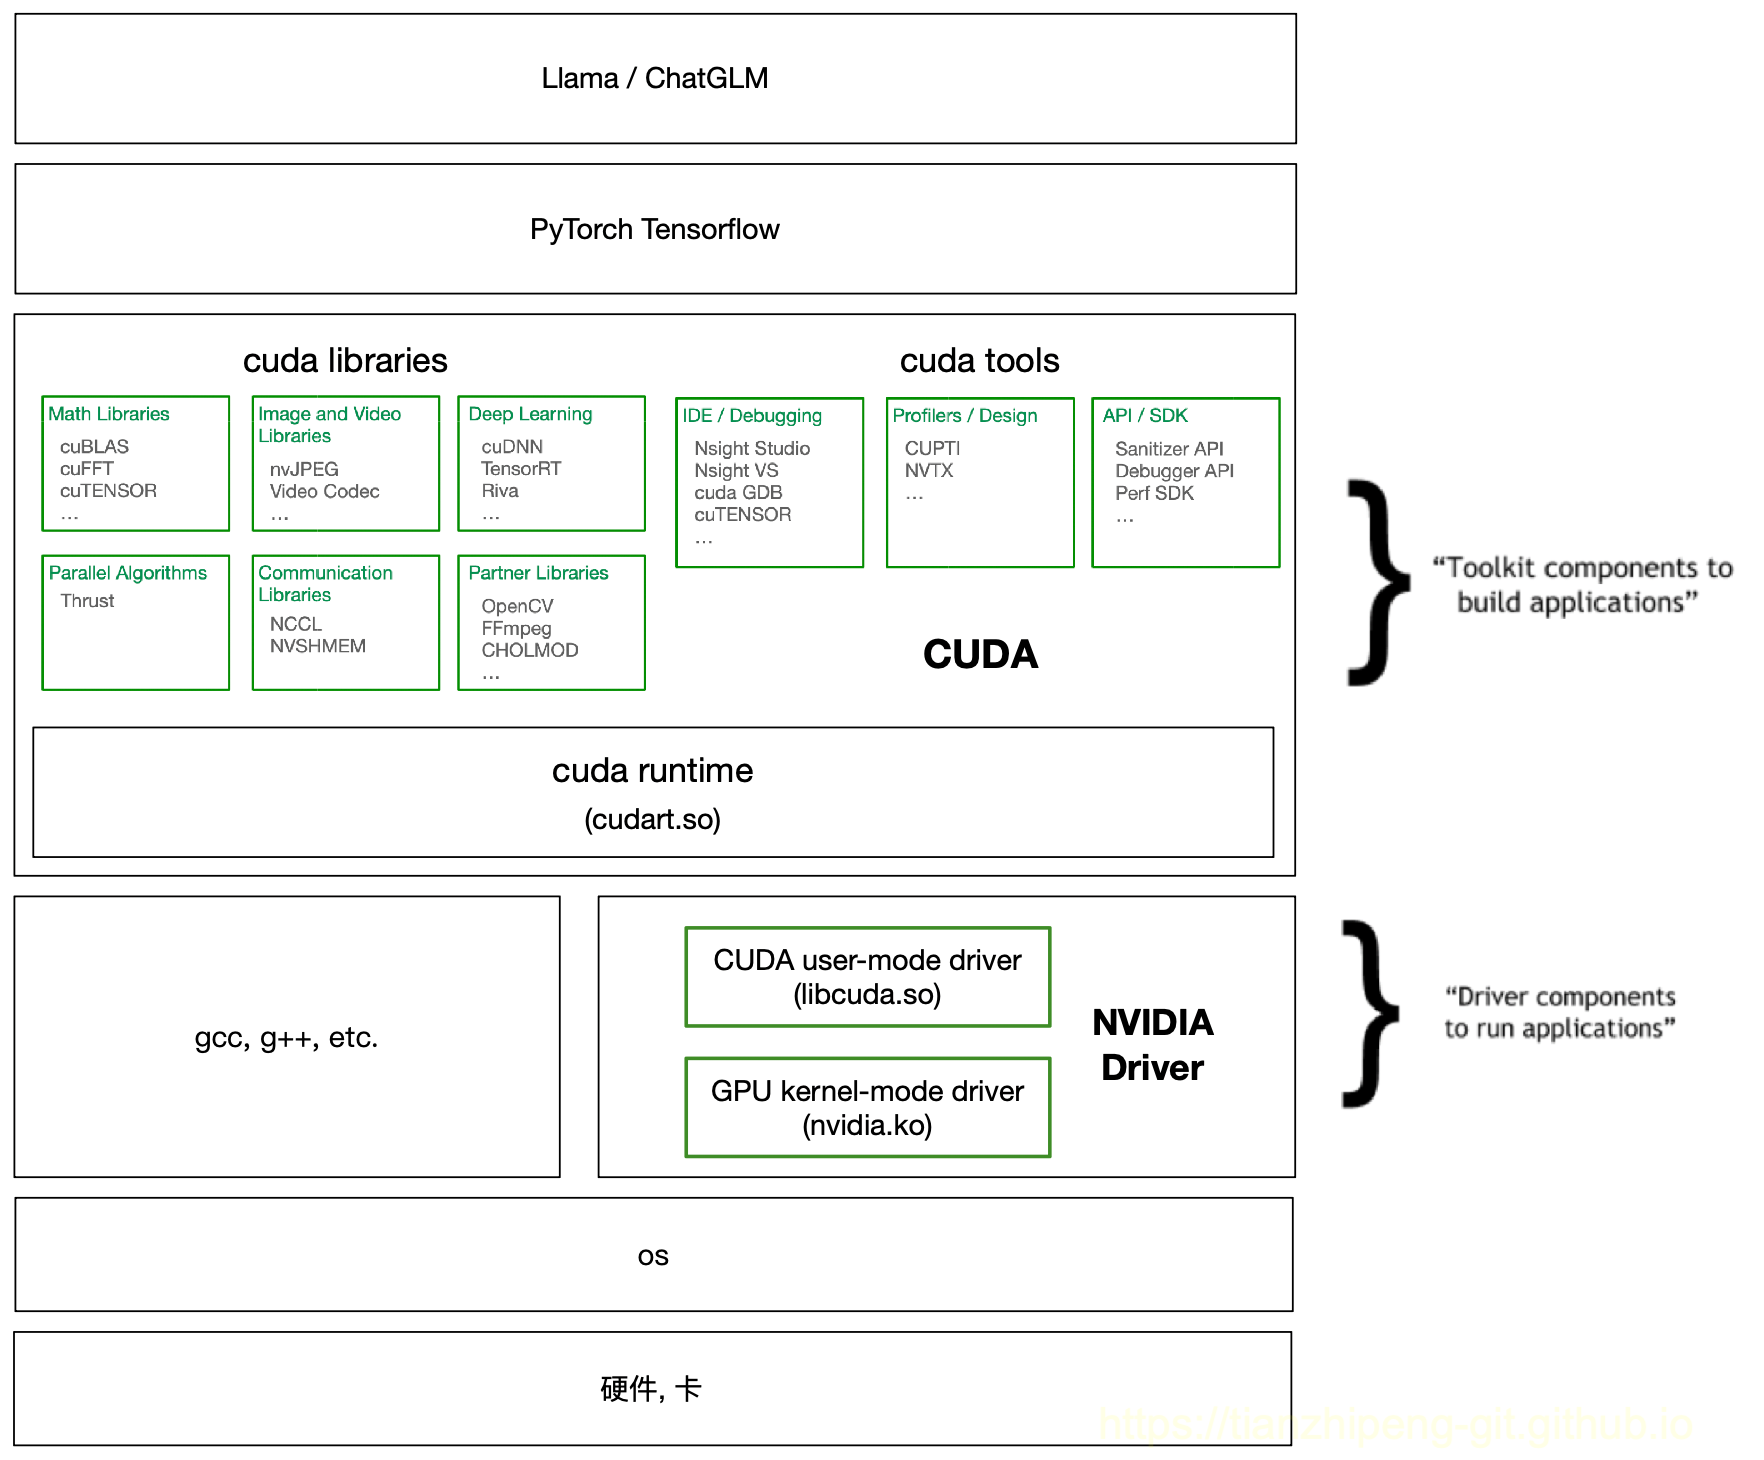 Llama / ChatGLM
PyTorch Tensorflow
cuda libraries
cuda tools
Math Libraries
cuBLAS
cuFFT
cuTENSOR
...
Image and Video
Libraries
nvJPEG
Video Codec
...
Deep Learning
cuDNN
TensorRT
Riva
...
IDE / Debugging
Nsight Studio
Nsight VS
cuda GDB
cuTENSOR
...
Profilers / Design
CUPTI
NVTX
...
API / SDK
Sanitizer API
Debugger API
Perf SDK
...
Parallel Algorithms
Thrust
Communication
Libraries
NCCL
NVSHMEM
Partner Libraries
OpenCV
FFmpeg
CHOLMOD
...
CUDA
“Toolkit components to
build applications”
cuda runtime
(cudart.so)
gcc, g++, etc.
CUDA user-mode driver
(libcuda.so)
GPU kernel-mode driver
(nvidia.ko)
NVIDIA
Driver
“Driver components
to run applications”
os
硬件, 卡
https://tianzhipeng-git.github.io